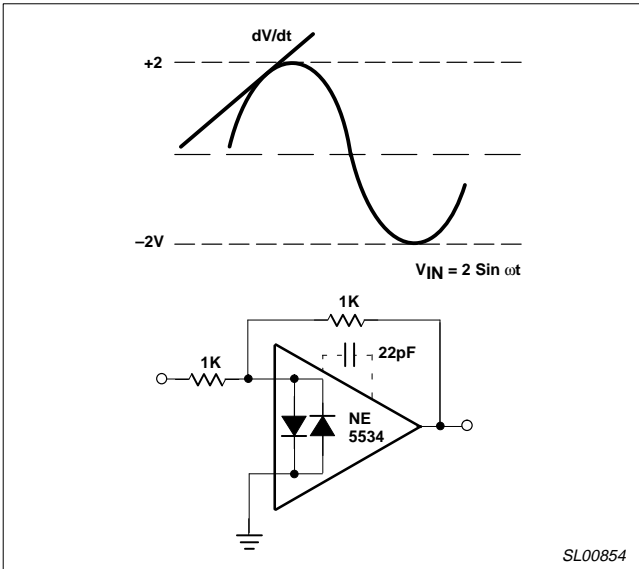 dV/dt
+2
–2V
VIN = 2 Sin ωt
1K
1K
22pF
NE
5534
SL00854